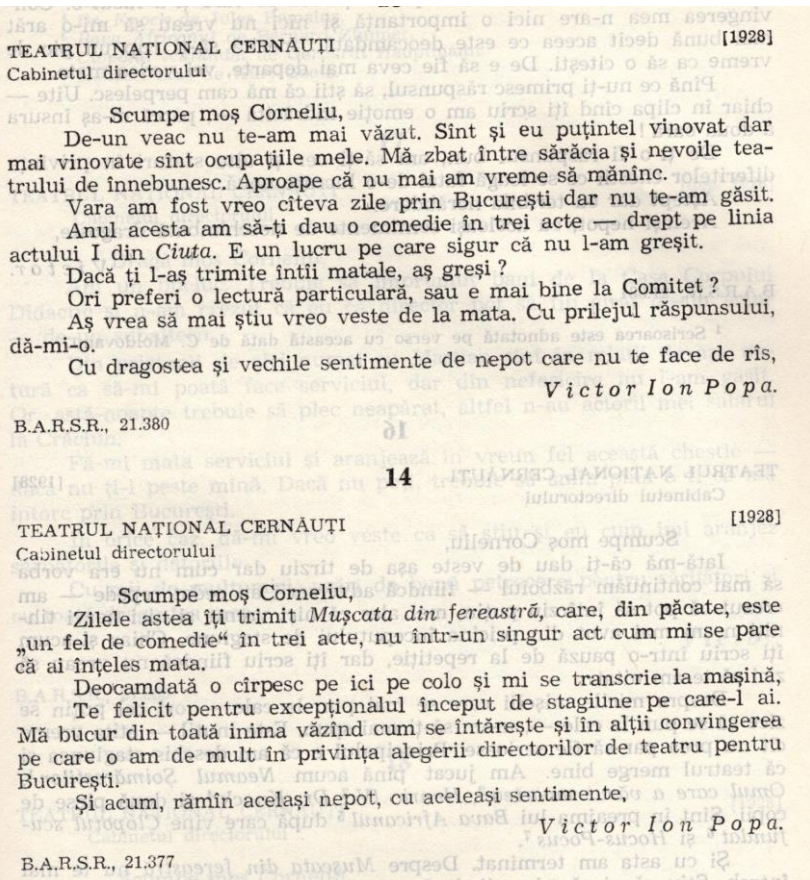 TEATRUL NAȚIONAL CERNĂUȚI [1928]
Cabinetul directorului
Scumpe moș Corneliu,
De-un veac nu te-am mai văzut. Sînt și eu puțintel vinovat dar
mai vinovate sînt ocupațiile mele. Mă zbat între sărăcia și nevoile tea-
trului de înnebunesc. Aproape că nu mai am vreme să mănînc.
Vara am fost vreo cîteva zile prin București dar nu te-am găsit.
Anul acesta am să-ți dau o comedie în trei acte — drept pe linia
actului I din Ciuta. E un lucru pe care sigur că nu l-am greșit.
Dacă ți l-aș trimite întîi matale, aș greși ?
Ori preferi o lectură particulară, sau e mai bine la Comitet ?
Aș vrea să mai știu vreo veste de la mata. Cu prilejul răspunsului,
dă-mi-o.
Cu dragostea și vechile sentimente de nepot care nu te face de rîs,
Victor Ion Popa.
B.A.R.S.R., 21.380
14
TEATRUL NAȚIONAL CERNĂUȚI [1928]
Cabinetul directorului
Scumpe moș Corneliu,
Zilele astea îți trimit Mușcata din fereastră, care, din păcate, este
„un fel de comedie“ în trei acte, nu într-un singur act cum mi se pare
că ai înțeles mata.
Deocamdată o cîrpesc pe ici pe colo și mi se transcrie la mașină,
Te felicit pentru excepționalul început de stagiune pe care-l ai.
Mă bucur din toată inima văzînd cum se întărește și în alții convingerea
pe care o am de mult în privința alegerii directorilor de teatru pentru
București.
Și acum, rămîn același nepot, cu aceleași sentimente,
Victor Ion Popa.
B.A.R.S.R., 21.377